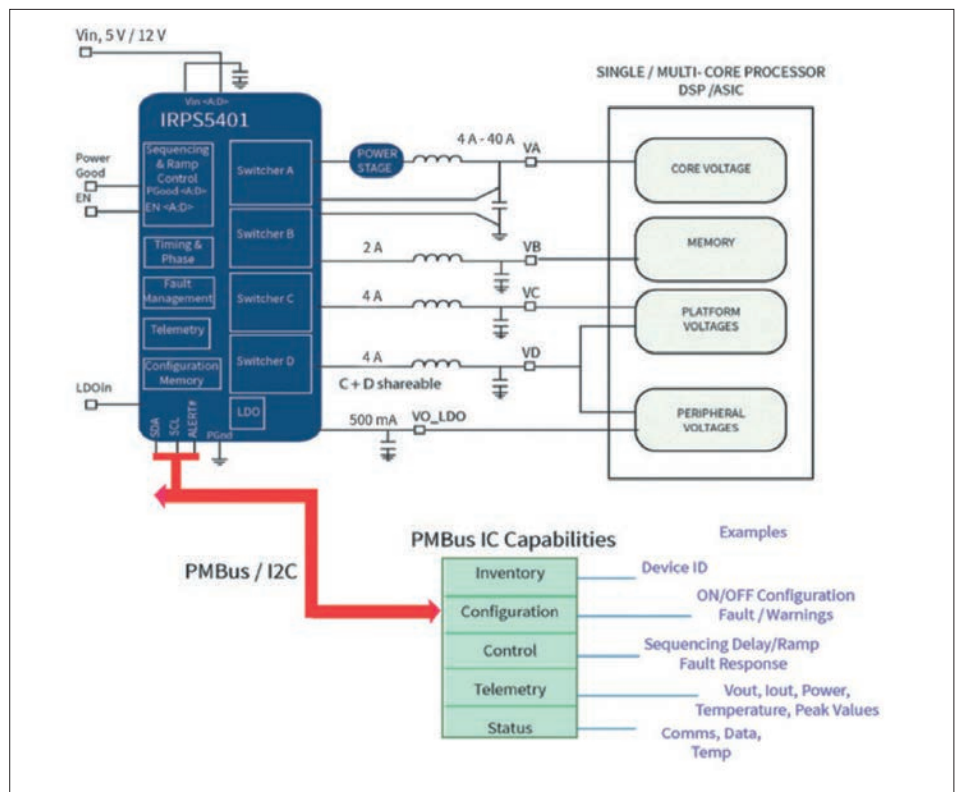 Vin, 5 V / 12 V
Vin <A:D>
IRPS5401
Sequencing
& Ramp
Control
PGood <A:D>
EN <A:D>
Timing &
Phase
Fault
Management
Telemetry
Configuration
Memory
Switcher A
Switcher B
Switcher C
Switcher D
LDO
Power
Good
EN
LDOin
SDA
SCL
ALERT#
PGnd
POWER
STAGE
4 A - 40 A
VA
2 A
VB
4 A
VC
4 A
VD
C + D shareable
500 mA
VO_LDO
SINGLE / MULTI- CORE PROCESSOR
DSP /ASIC
CORE VOLTAGE
MEMORY
PLATFORM
VOLTAGES
PERIPHERAL
VOLTAGES
PMBus / I2C
PMBus IC Capabilities
Examples
Inventory
Device ID
Configuration
ON/OFF Configuration
Fault / Warnings
Control
Sequencing Delay/Ramp
Fault Response
Telemetry
Vout, Iout, Power,
Temperature, Peak Values
Status
Comms, Data,
Temp